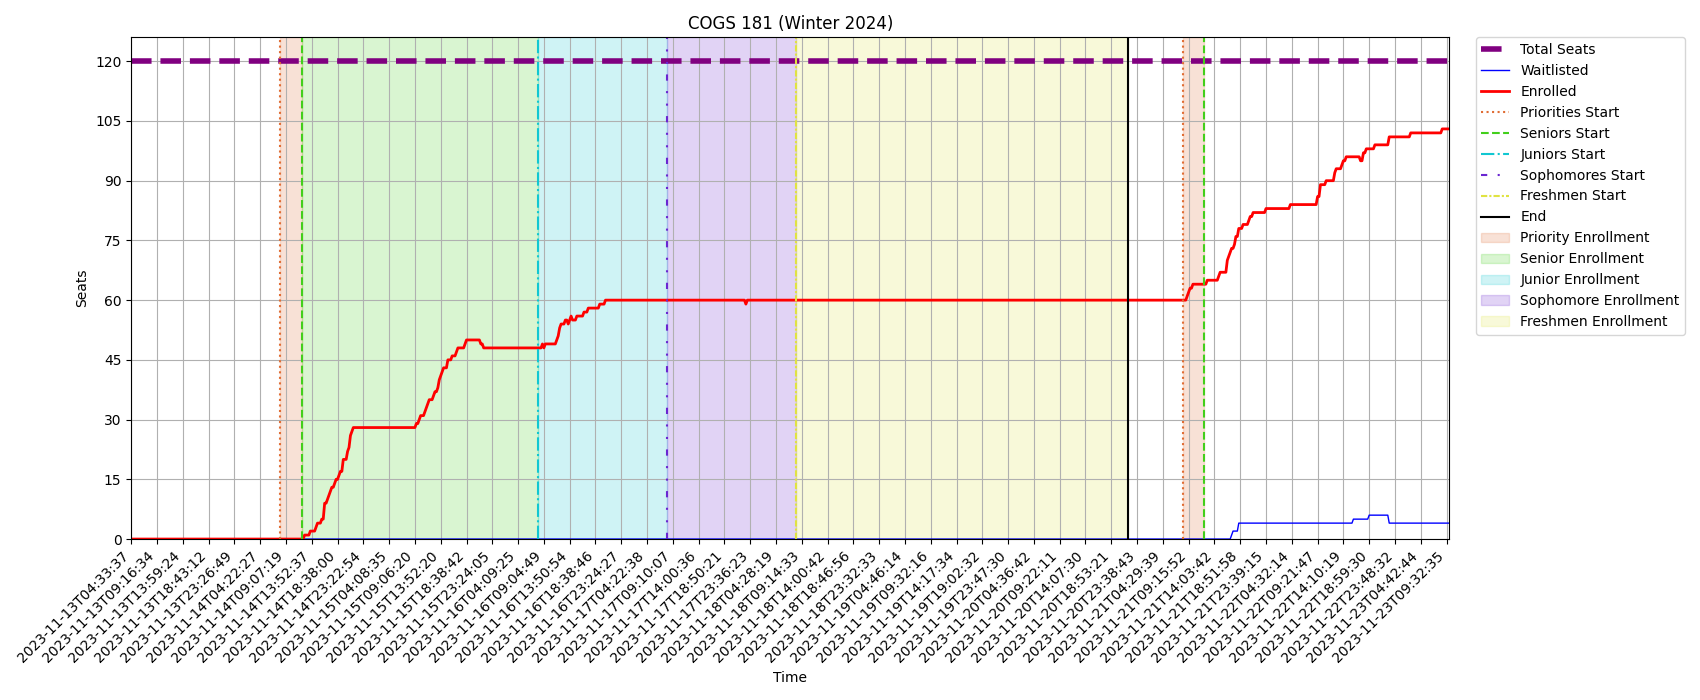 COGS 181 (Winter 2024)
Seats
120
105
90
75
60
45
30
15
0
2023-11-13T04:33:37
2023-11-13T09:16:34
2023-11-13T13:59:24
2023-11-13T18:43:12
2023-11-13T23:26:49
2023-11-14T04:22:27
2023-11-14T09:07:19
2023-11-14T13:52:37
2023-11-14T18:38:00
2023-11-14T23:22:54
2023-11-15T04:08:35
2023-11-15T09:06:20
2023-11-15T13:52:20
2023-11-15T18:38:42
2023-11-15T23:24:05
2023-11-16T04:09:25
2023-11-16T09:04:49
2023-11-16T13:50:54
2023-11-16T18:38:46
2023-11-16T23:24:27
2023-11-17T04:22:38
2023-11-17T09:10:07
2023-11-17T14:00:36
2023-11-17T18:50:21
2023-11-17T23:36:23
2023-11-18T04:28:19
2023-11-18T09:14:33
2023-11-18T14:00:42
2023-11-18T18:46:56
2023-11-18T23:32:33
2023-11-19T04:46:14
2023-11-19T09:32:16
2023-11-19T14:17:34
2023-11-19T19:02:32
2023-11-19T23:47:30
2023-11-20T04:36:42
2023-11-20T09:22:11
2023-11-20T14:07:30
2023-11-20T18:53:21
2023-11-20T23:38:43
2023-11-21T04:29:39
2023-11-21T09:15:52
2023-11-21T14:03:42
2023-11-21T18:51:58
2023-11-21T23:39:15
2023-11-22T04:32:14
2023-11-22T09:21:47
2023-11-22T14:10:19
2023-11-22T18:59:30
2023-11-22T23:48:32
2023-11-23T04:42:44
2023-11-23T09:32:35
Time
Total Seats
Waitlisted
Enrolled
Priorities Start
Seniors Start
Juniors Start
Sophomores Start
Freshmen Start
End
Priority Enrollment
Senior Enrollment
Junior Enrollment
Sophomore Enrollment
Freshmen Enrollment